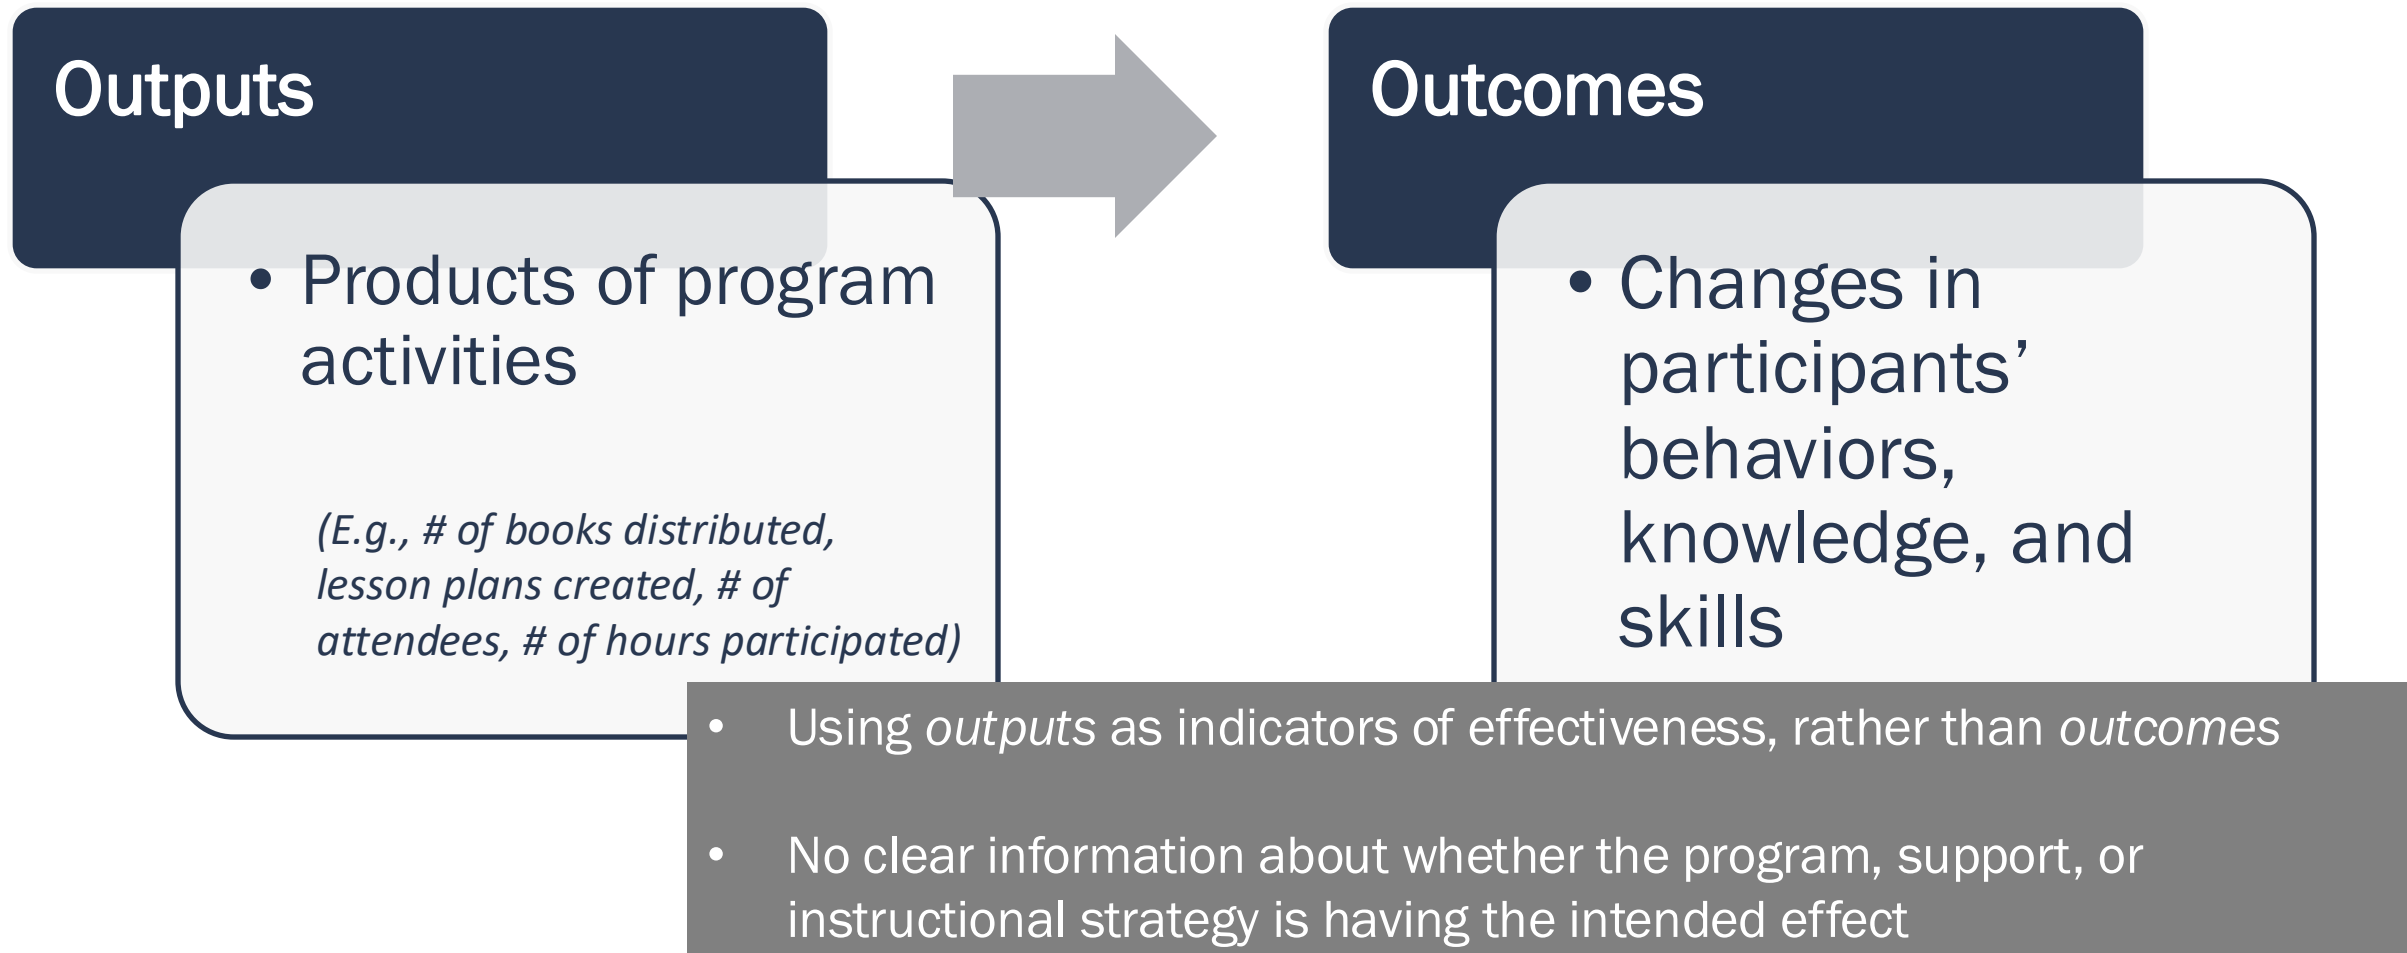 Outputs
• Products of program
activities
(E.g., # of books distributed,
lesson plans created, # of
attendees, # of hours participated)
Outcomes
• Changes in
participants’
behaviors,
knowledge, and
skills
• Using outputs as indicators of effectiveness, rather than outcomes
• No clear information about whether the program, support, or
instructional strategy is having the intended effect